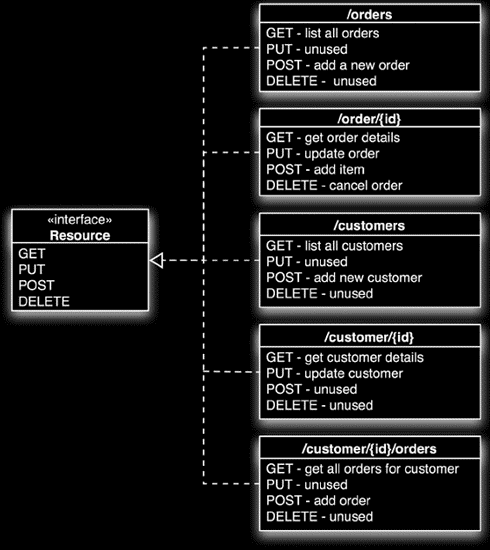 /orders
GET - list all orders
PUT - unused
POST - add a new order
DELETE - unused
/order/{id}
GET - get order details
PUT - update order
POST - add item
DELETE - cancel order
«interface»
Resource
GET
PUT
POST
DELETE
/customers
GET - list all customers
PUT - unused
POST - add new customer
DELETE - unused
/customer/{id}
GET - get customer details
PUT - update customer
POST - unused
DELETE - unused
/customer/{id}/orders
GET - get all orders for customer
PUT - unused
POST - add order
DELETE - unused